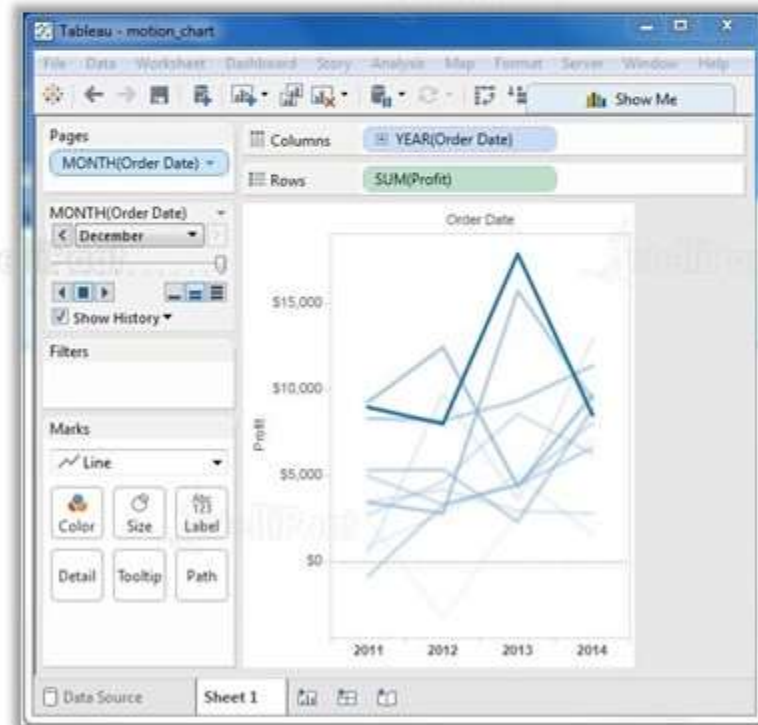 Tableau - motion_chart
File Data Worksheet Dashboard Story Analysis Map Format Server Window Help
Show Me
Pages
MONTH(Order Date)
Columns
YEAR(Order Date)
Rows
SUM(Profit)
MONTH(Order Date)
December
Show History
Filters
Marks
Line
Color
Size
Abc
123
Label
Detail
Tooltip
Path
Order Date
$15,000
$10,000
$5,000
$0
Profit
2011 2012 2013 2014
Data Source
Sheet 1